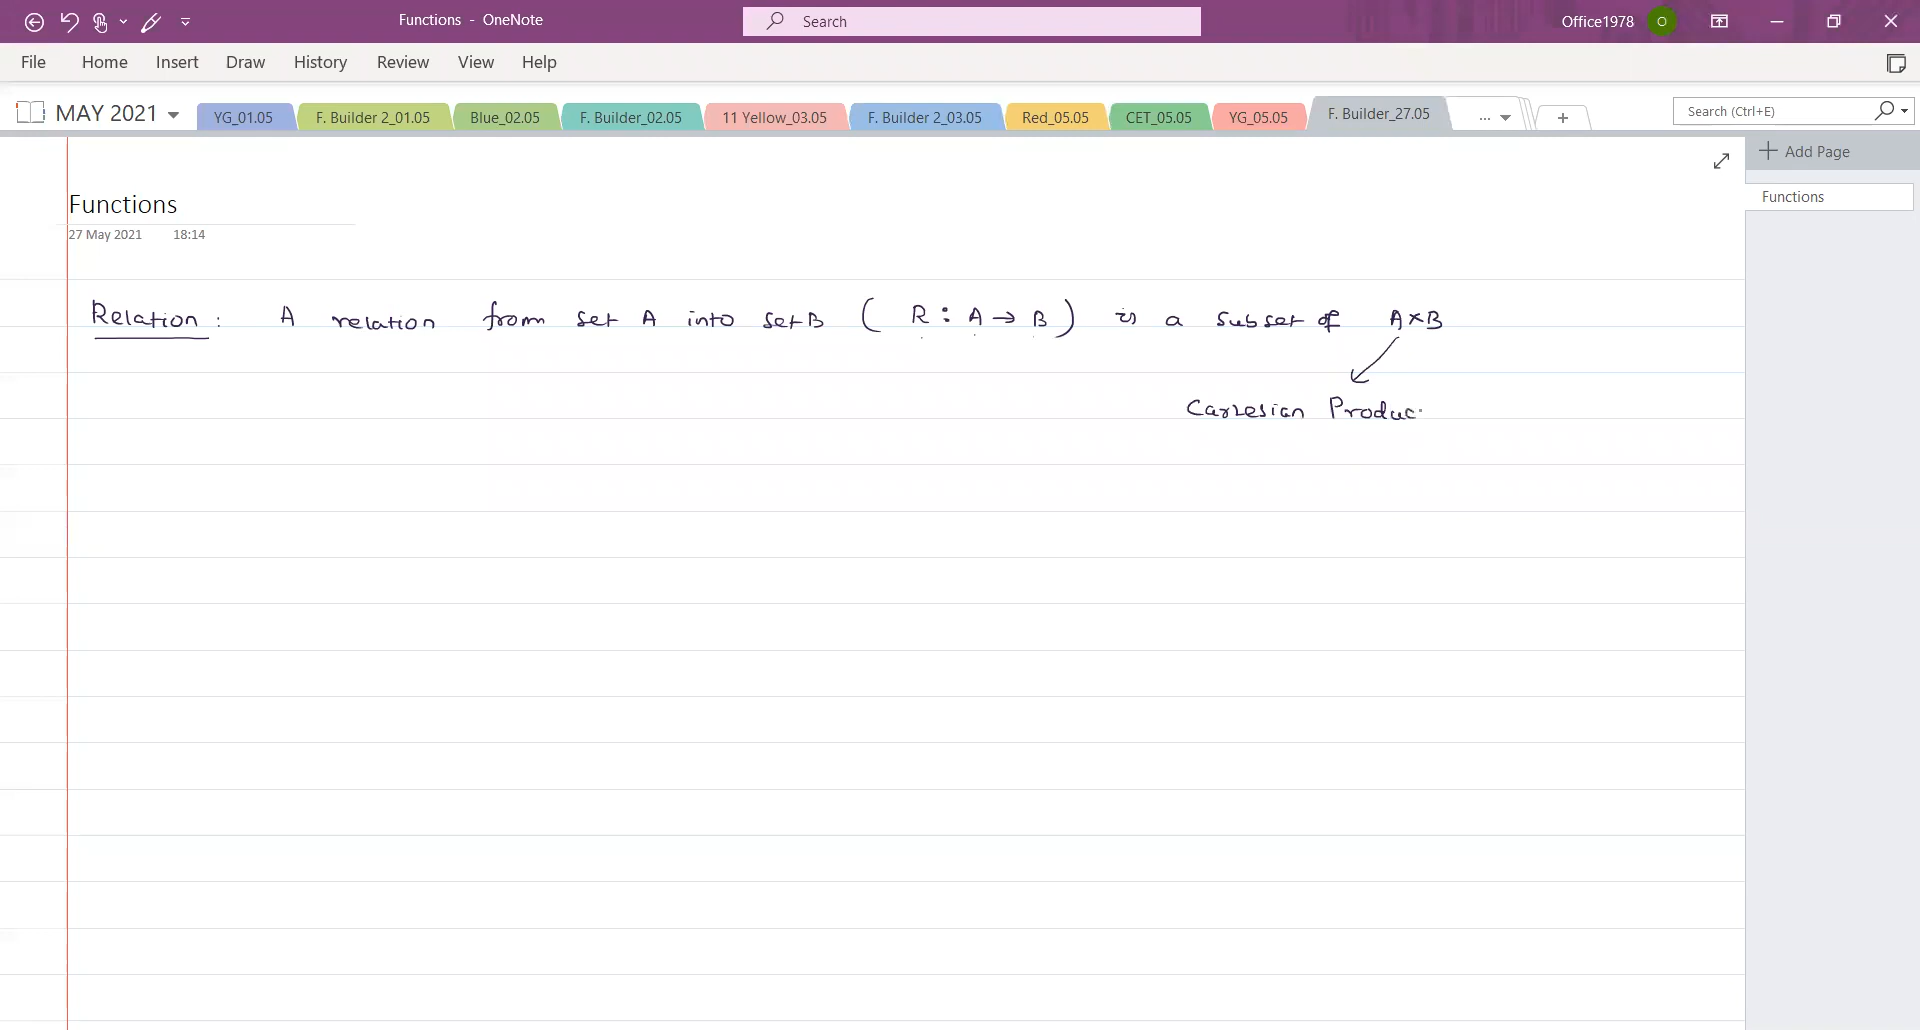 Functions - OneNote
Search
Office1978 O
File Home Insert Draw History Review View Help
MAY 2021 YG_01.05 F. Builder 2_01.05 Blue_02.05 F. Builder_02.05 11 Yellow_03.05 F. Builder 2_03.05 Red_05.05 CET_05.05 YG_05.05 F. Builder_27.05 ... + Search (Ctrl+E)
+ Add Page
Functions
Functions
27 May 2021 18:14
Relation : A relation from set A into set B ( R : A → B ) is a subset of A×B
Cartesian Produc